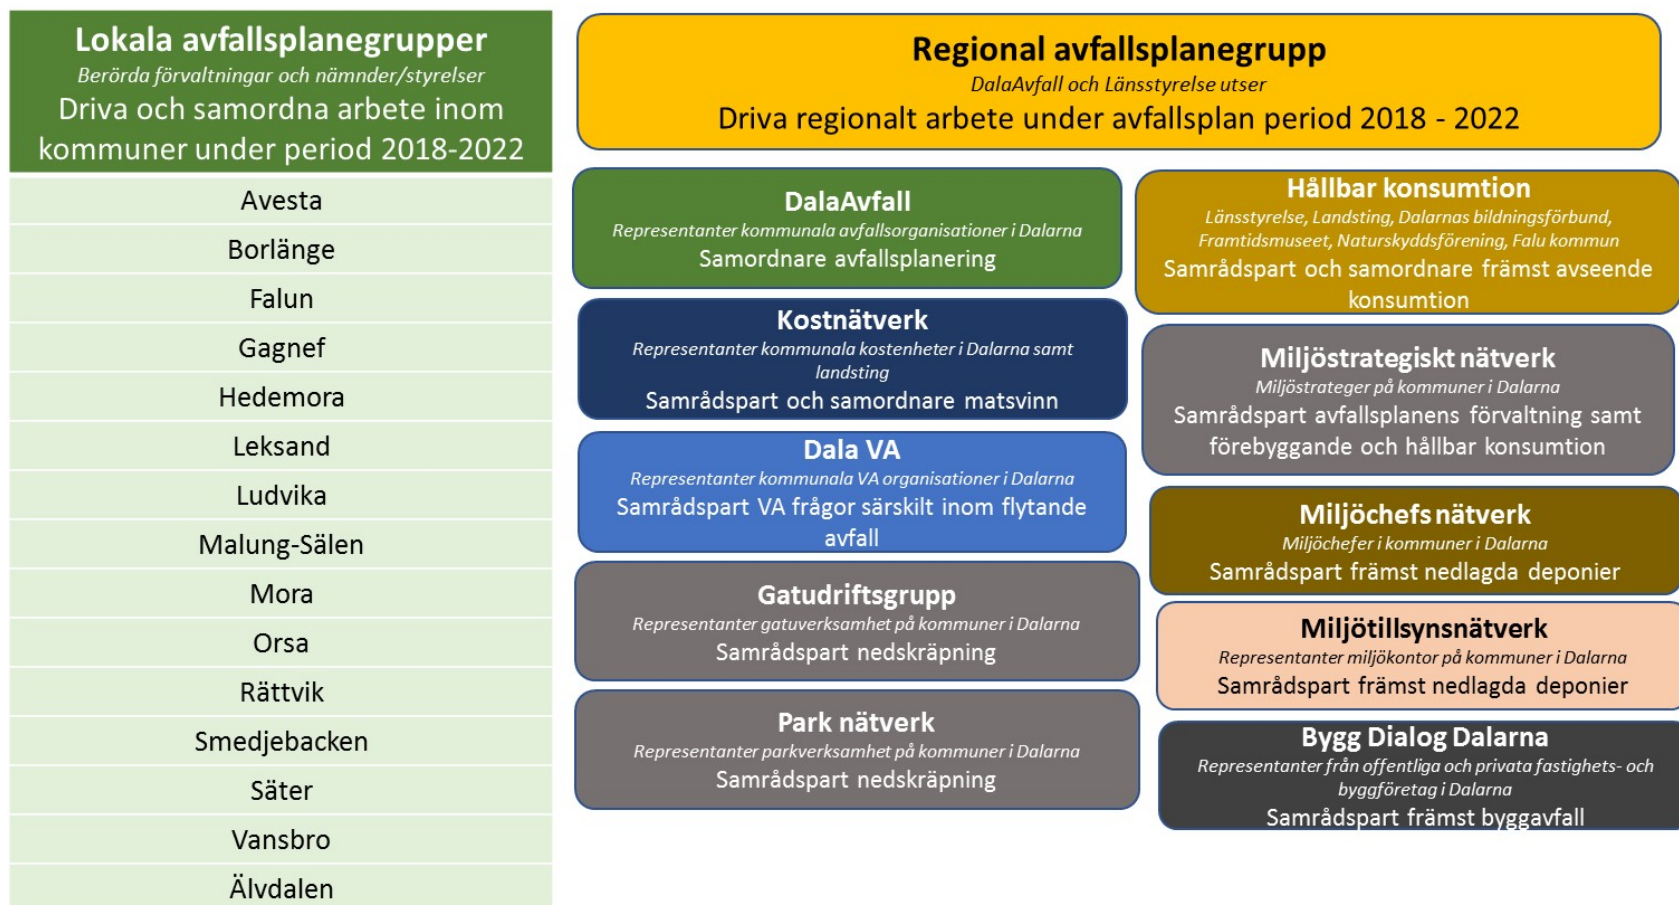 Lokala avfallsplanegrupper
Berörda förvaltningar och nämnder/styrelser
Driva och samordna arbete inom
kommuner under period 2018-2022
Avesta
Borlänge
Falun
Gagnef
Hedemora
Leksand
Ludvika
Malung-Sälen
Mora
Orsa
Rättvik
Smedjebacken
Säter
Vansbro
Älvdalen
Regional avfallsplanegrupp
DalaAvfall och Länsstyrelse utser
Driva regionalt arbete under avfallsplan period 2018 - 2022
DalaAvfall
Representanter kommunala avfallsorganisationer i Dalarna
Samordnare avfallsplanering
Kostnätverk
Representanter kommunala kostenheter i Dalarna samt
landsting
Samrådspart och samordnare matsvinn
Dala VA
Representanter kommunala VA organisationer i Dalarna
Samrådspart VA frågor särskilt inom flytande
avfall
Gatudriftsgrupp
Representanter gatuverksamhet på kommuner i Dalarna
Samrådspart nedskräpning
Park nätverk
Representanter parkverksamhet på kommuner i Dalarna
Samrådspart nedskräpning
Hållbar konsumtion
Länsstyrelse, Landsting, Dalarnas bildningsförbund,
Framtidsmuseet, Naturskyddsförening, Falu kommun
Samrådspart och samordnare främst avseende
konsumtion
Miljöstrategiskt nätverk
Miljöstrateger på kommuner i Dalarna
Samrådspart avfallsplanens förvaltning samt
förebyggande och hållbar konsumtion
Miljöchefs nätverk
Miljöchefer i kommuner i Dalarna
Samrådspart främst nedlagda deponier
Miljötillsynsnätverk
Representanter miljökontor på kommuner i Dalarna
Samrådspart främst nedlagda deponier
Bygg Dialog Dalarna
Representanter från offentliga och privata fastighets- och
byggföretag i Dalarna
Samrådspart främst byggavfall